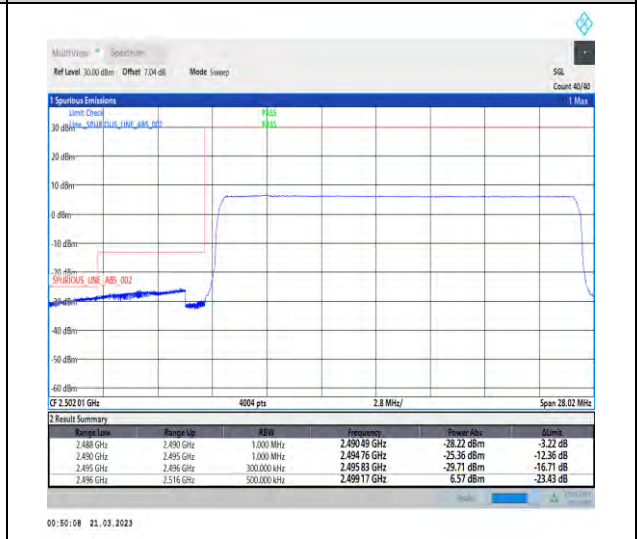 MultiView Spectrum
Ref Level 30.00 dBm Offset 7.04 dB Mode Sweep SGL
Count 40/40
1 Spurious Emissions 1 Max
Limit Check PASS
30 dBm Line _SPURIOUS_LINE_ABS_002 PASS
20 dBm
10 dBm
0 dBm
-10 dBm
-20 dBm
SPURIOUS_LINE_ABS_002
-30 dBm
-40 dBm
-50 dBm
-60 dBm
CF 2.502 01 GHz 4004 pts 2.8 MHz/ Span 28.02 MHz
2 Result Summary
Range Low Range Up RBW Frequency Power Abs ΔLimit
2.488 GHz 2.490 GHz 1.000 MHz 2.490 49 GHz -28.22 dBm -3.22 dB
2.490 GHz 2.495 GHz 1.000 MHz 2.494 76 GHz -25.36 dBm -12.36 dB
2.495 GHz 2.496 GHz 300.000 kHz 2.495 83 GHz -29.71 dBm -16.71 dB
2.496 GHz 2.516 GHz 500.000 kHz 2.499 17 GHz 6.57 dBm -23.43 dB
00:50:08 21.03.2023